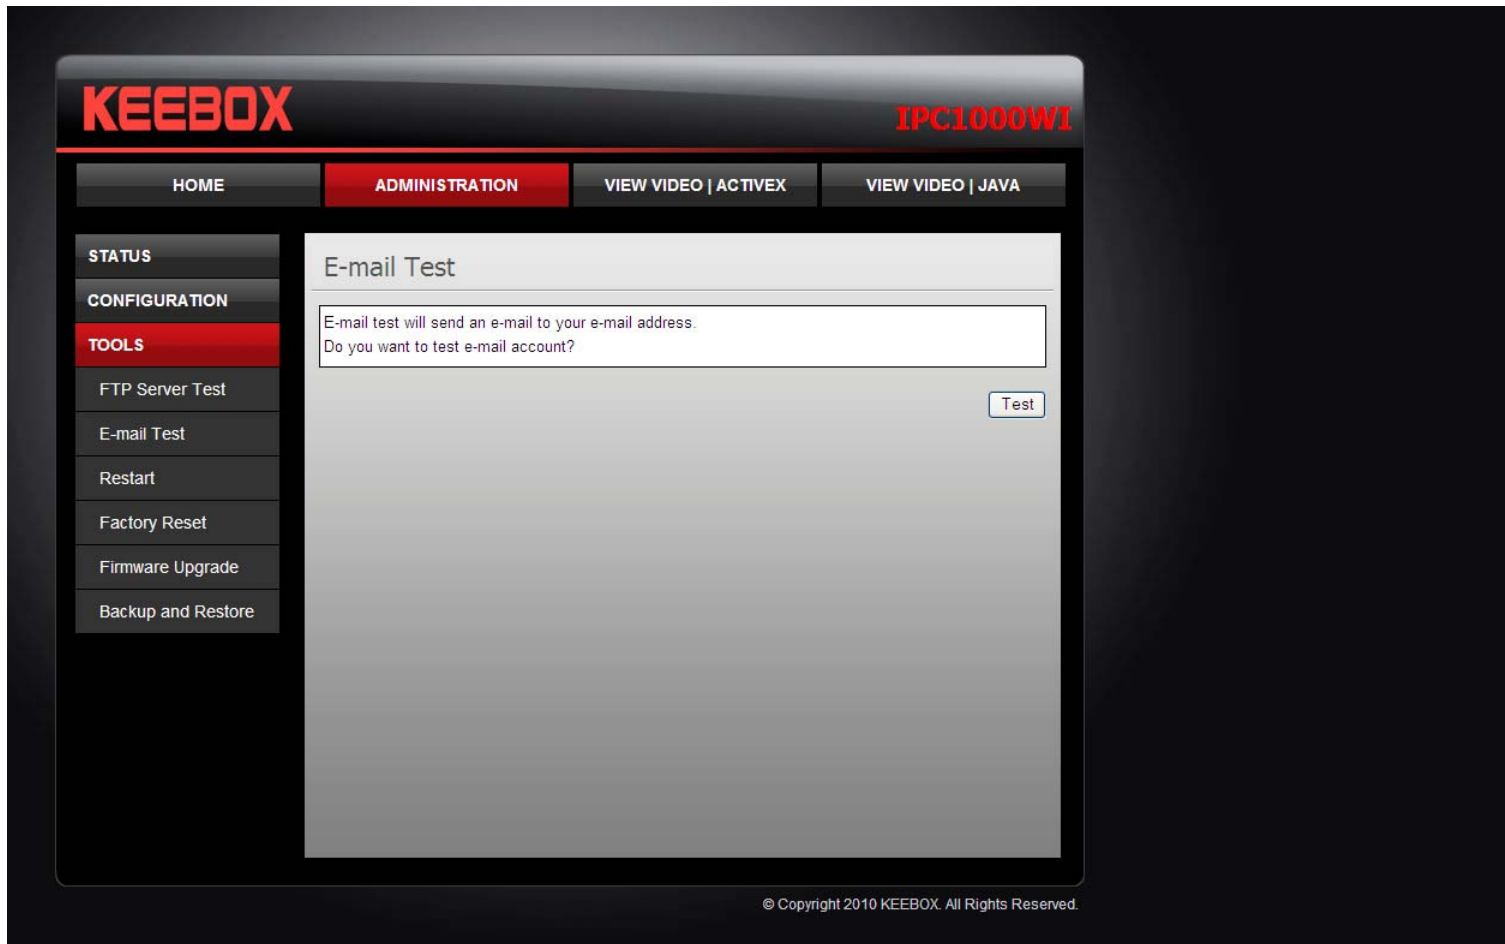 KEEBOX
IPC1000WI
HOME
ADMINISTRATION
VIEW VIDEO | ACTIVEX
VIEW VIDEO | JAVA
STATUS
CONFIGURATION
TOOLS
FTP Server Test
E-mail Test
Restart
Factory Reset
Firmware Upgrade
Backup and Restore
E-mail Test
E-mail test will send an e-mail to your e-mail address.
Do you want to test e-mail account?
Test
© Copyright 2010 KEEBOX. All Rights Reserved.